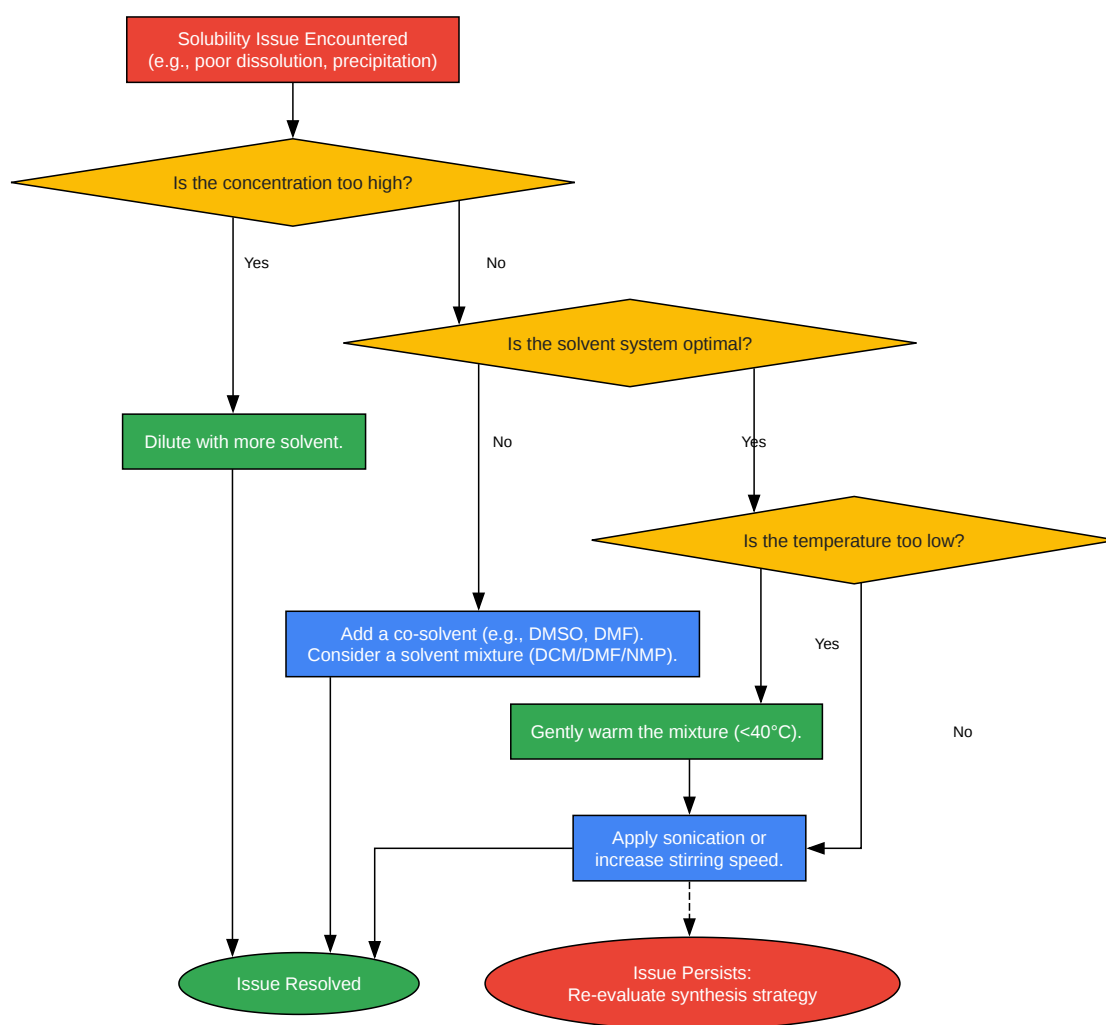 Solubility Issue Encountered
(e.g., poor dissolution, precipitation)
Is the concentration too high?
Yes
No
Is the solvent system optimal?
Dilute with more solvent.
No
Yes
Is the temperature too low?
Add a co-solvent (e.g., DMSO, DMF).
Consider a solvent mixture (DCM/DMF/NMP).
Yes
Gently warm the mixture (<40°C).
No
Apply sonication or
increase stirring speed.
Issue Resolved
Issue Persists:
Re-evaluate synthesis strategy